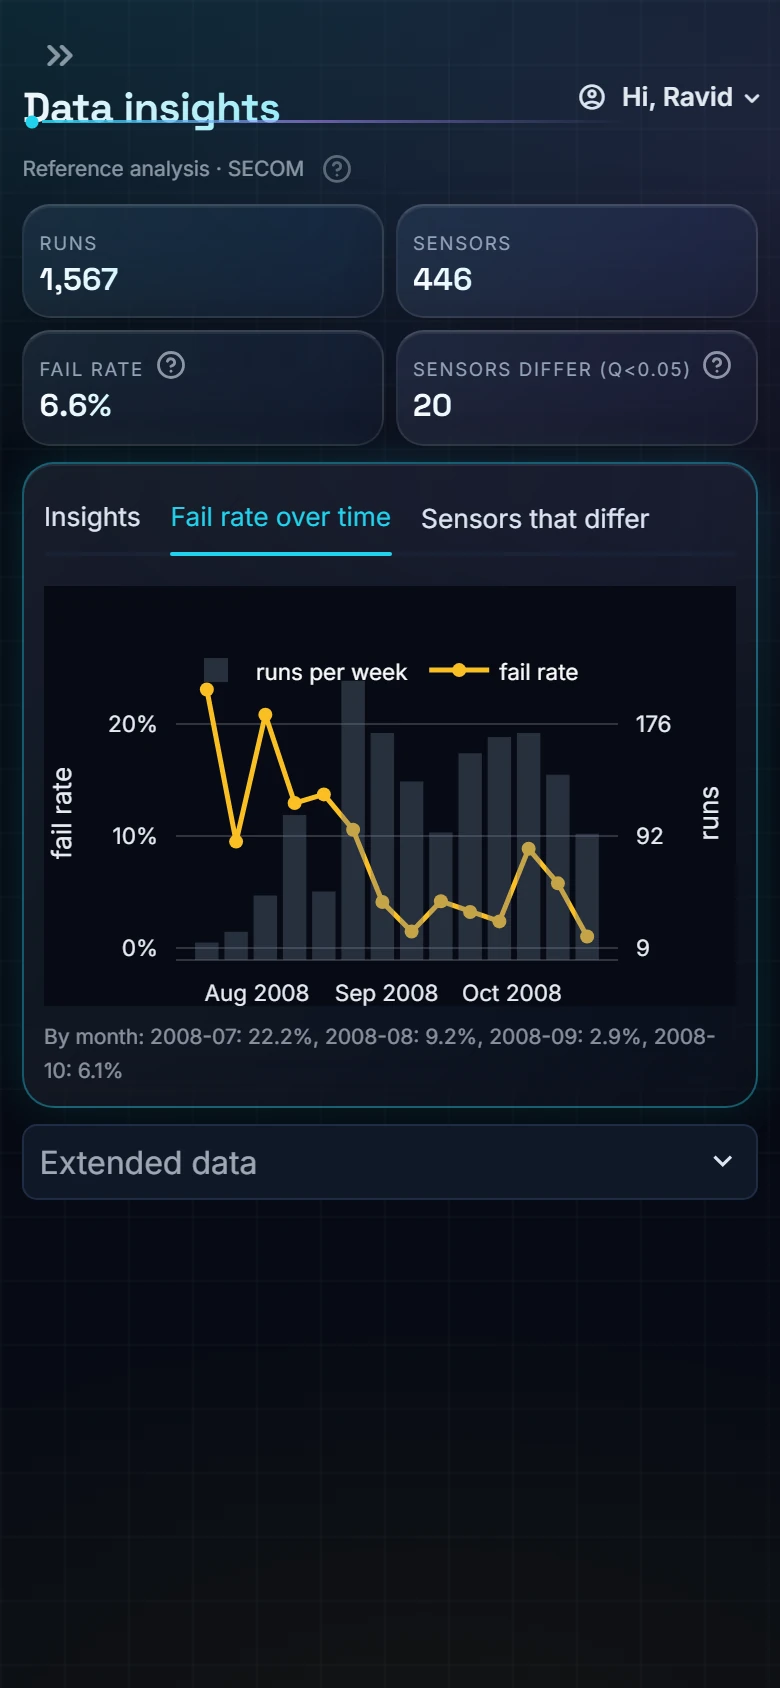 Data insights
Hi, Ravid
Reference analysis · SECOM
RUNS
1,567
SENSORS
446
FAIL RATE
6.6%
SENSORS DIFFER (Q<0.05)
20
Insights
Fail rate over time
Sensors that differ
runs per week
fail rate
20%
10%
0%
fail rate
176
92
9
runs
Aug 2008
Sep 2008
Oct 2008
By month: 2008-07: 22.2%, 2008-08: 9.2%, 2008-09: 2.9%, 2008-
10: 6.1%
Extended data